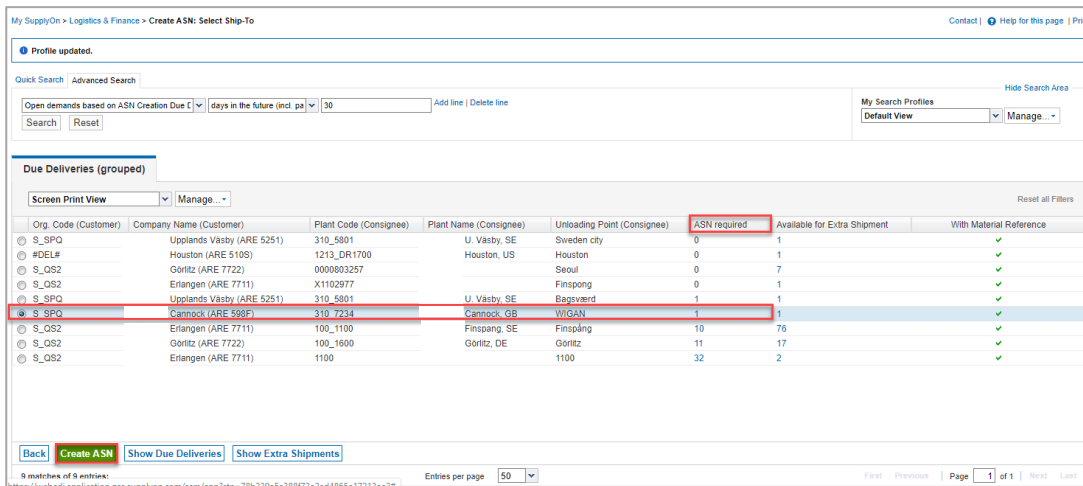 My SupplyOn > Logistics & Finance > Create ASN: Select Ship-To Contact | Help for this page | Pri
Profile updated.
Quick Search Advanced Search
Hide Search Area
Open demands based on ASN Creation Due D days in the future (incl. pa 30 Add line | Delete line
My Search Profiles
Search Reset
Default View Manage...
Due Deliveries (grouped)
Screen Print View Manage... Reset all Filters
Org. Code (Customer) Company Name (Customer) Plant Code (Consignee) Plant Name (Consignee) Unloading Point (Consignee) ASN required Available for Extra Shipment With Material Reference
S_SPQ Upplands Väsby (ARE 5251) 310_5801 U. Väsby, SE Sweden city 0 1
#DEL# Houston (ARE 510S) 1213_DR1700 Houston, US Houston 0 1
S_QS2 Görlitz (ARE 7722) 0000803257 Seoul 0 7
S_QS2 Erlangen (ARE 7711) X1102977 Finspong 0 1
S_SPQ Upplands Väsby (ARE 5251) 310_5801 U. Väsby, SE Bagsværd 1 1
S_SPQ Cannock (ARE 598F) 310_7234 Cannock, GB WIGAN 1 1
S_QS2 Erlangen (ARE 7711) 100_1100 Finspang, SE Finspång 10 76
S_QS2 Görlitz (ARE 7722) 100_1600 Görlitz, DE Görlitz 11 17
S_QS2 Erlangen (ARE 7711) 1100 1100 32 2
Back Create ASN Show Due Deliveries Show Extra Shipments
9 matches of 9 entries: Entries per page 50 First Previous Page 1 of 1 Next Last